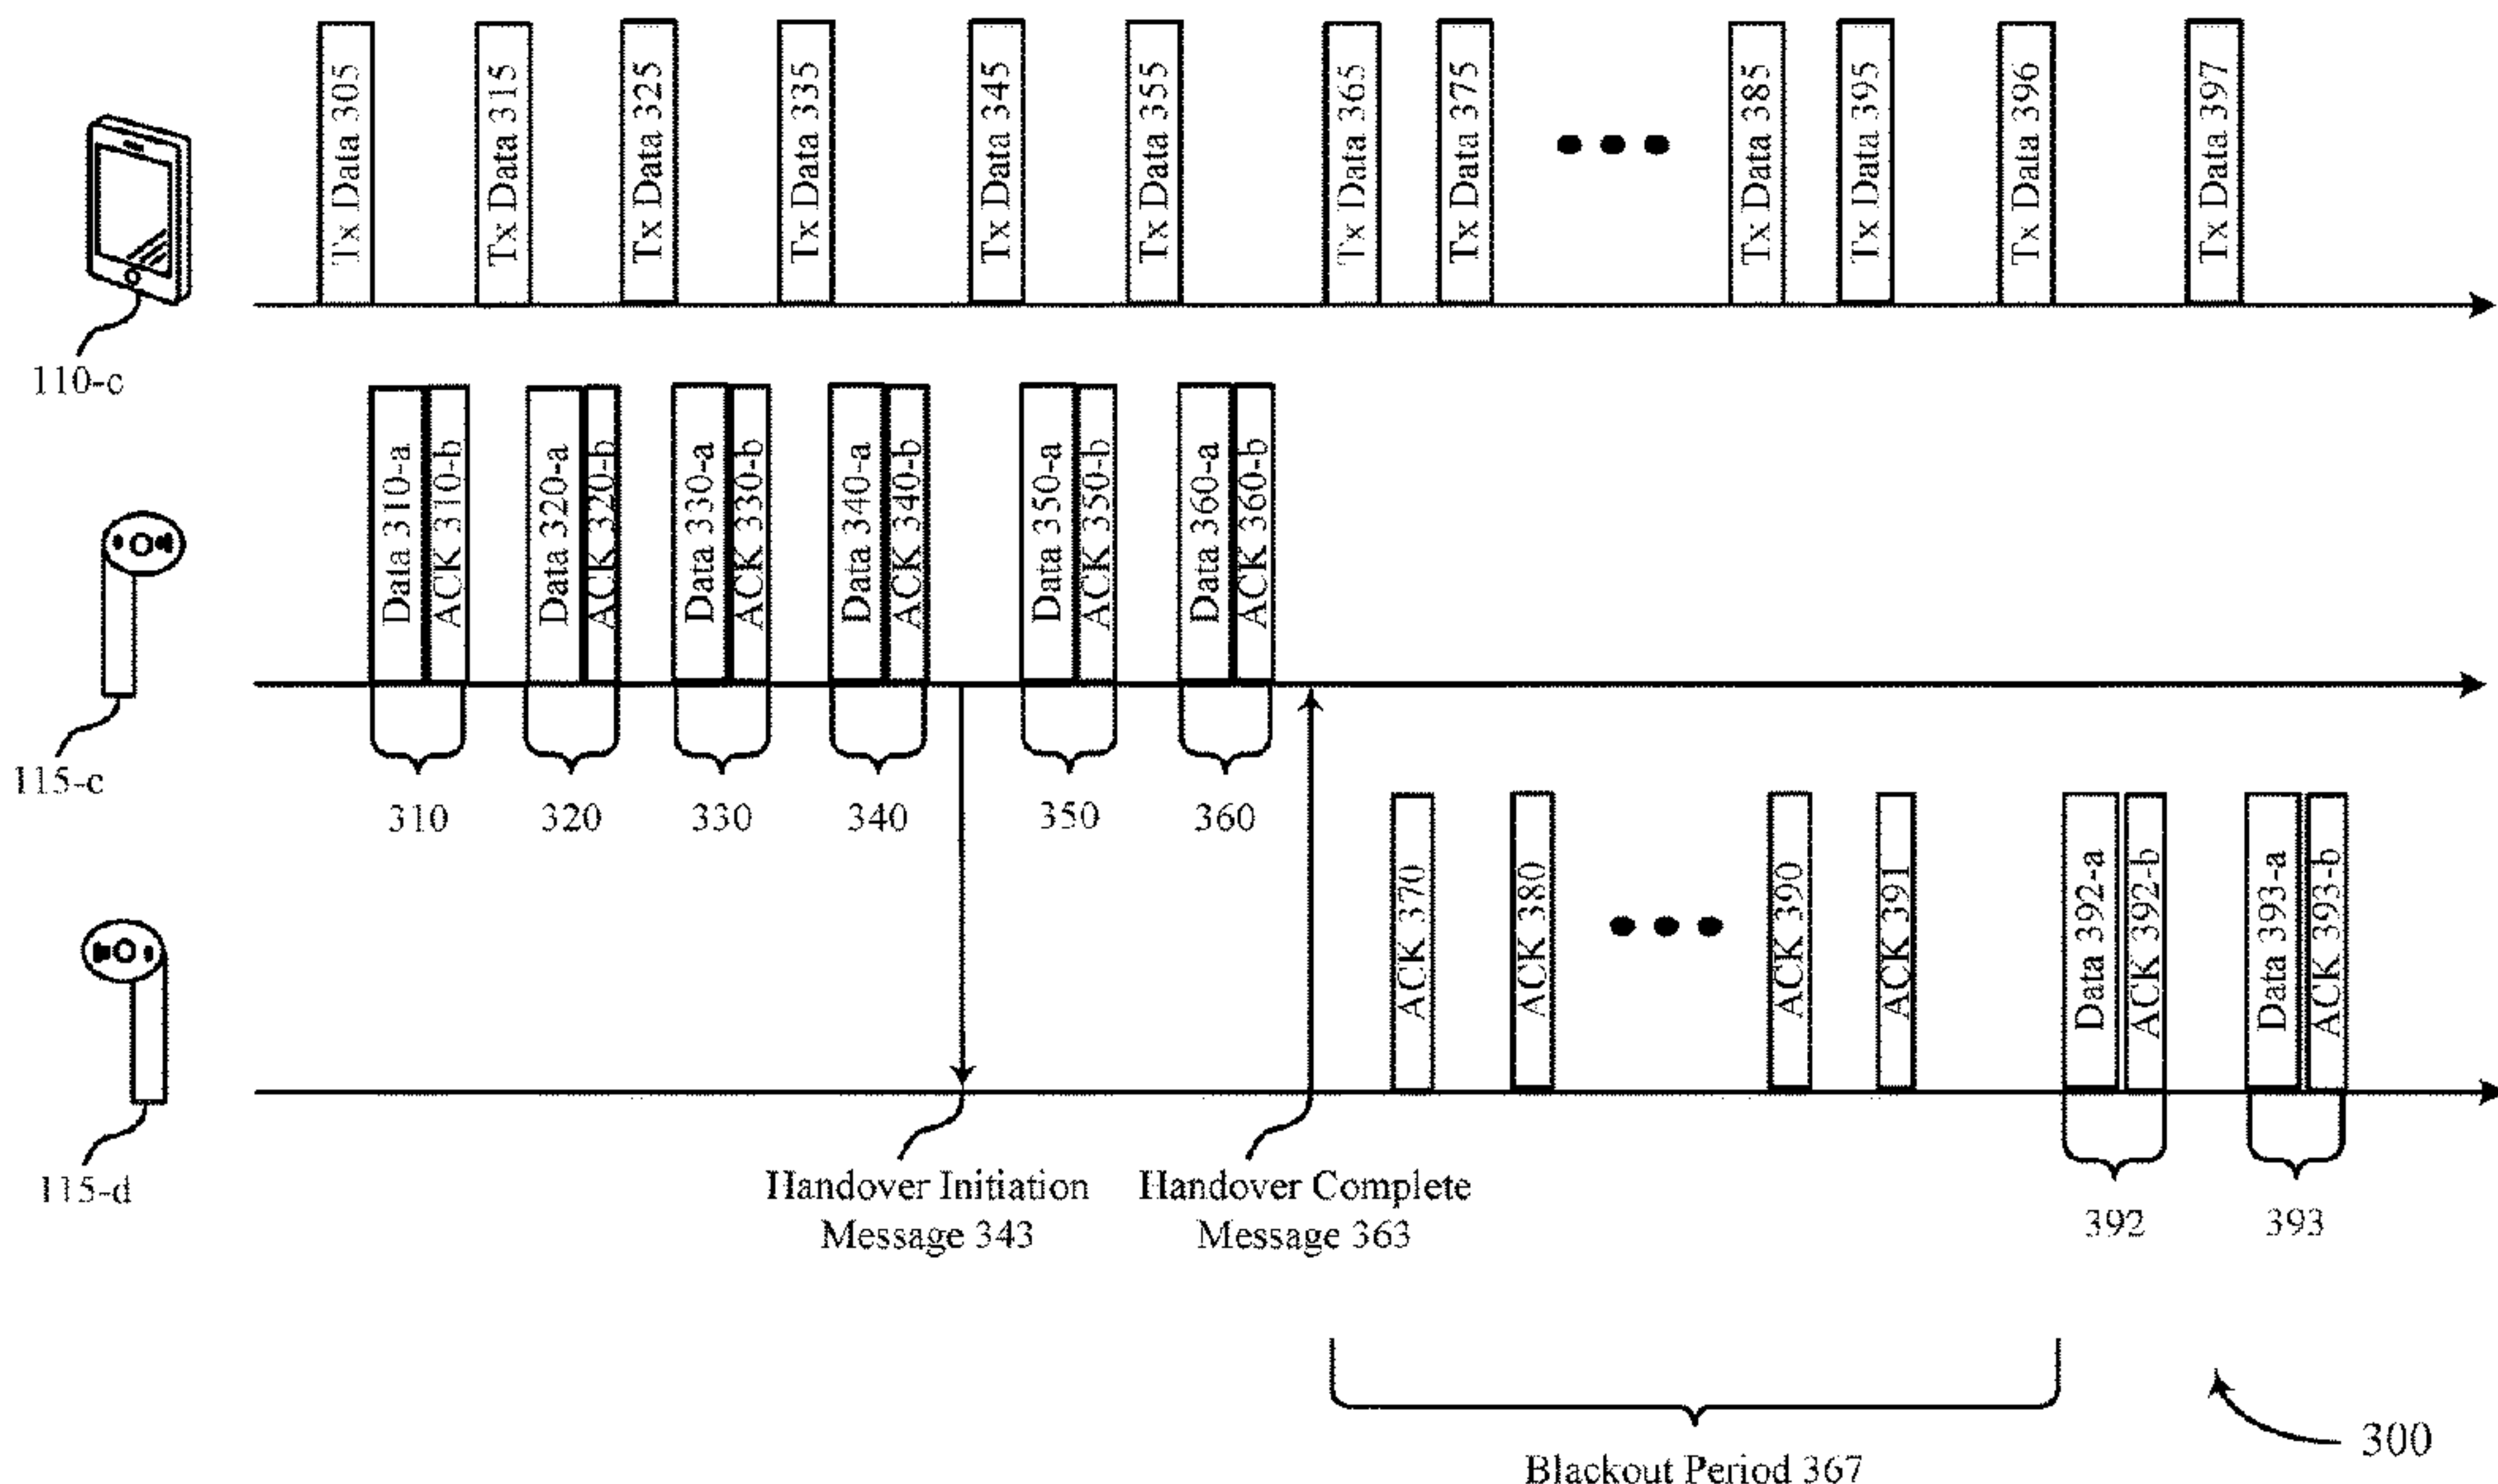 Tx Data 305
Tx Data 315
Tx Data 325
Tx Data 335
Tx Data 345
Tx Data 355
Tx Data 365
Tx Data 375
Tx Data 385
Tx Data 395
Tx Data 396
Tx Data 397
110-c
Data 310-a
ACK 310-b
Data 320-a
ACK 320-b
Data 330-a
ACK 330-b
Data 340-a
ACK 340-b
Data 350-a
ACK 350-b
Data 360-a
ACK 360-b
115-c
310
320
330
340
350
360
ACK 370
ACK 380
ACK 390
ACK 391
Data 392-a
ACK 392-b
Data 393-a
ACK 393-b
115-d
Handover Initiation
Message 343
Handover Complete
Message 363
392
393
Blackout Period 367
300